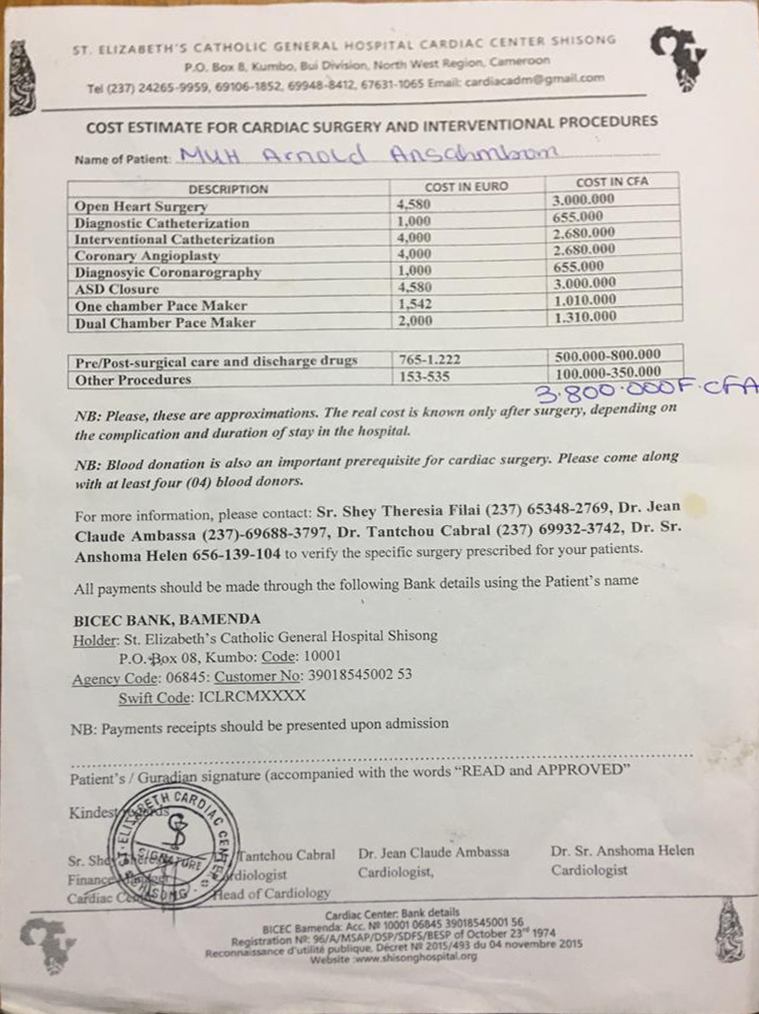 ST. ELIZABETH'S CATHOLIC GENERAL HOSPITAL CARDIAC CENTER SHISONG
P.O. Box 8, Kumbo, Bui Division, North West Region, Cameroon
Tel (237) 24265-9959, 69106-1852, 69948-8412, 67631-1065 Email: cardiacadm@gmail.com
COST ESTIMATE FOR CARDIAC SURGERY AND INTERVENTIONAL PROCEDURES
Name of Patient: MUH Arnold Ansahmbom
DESCRIPTION COST IN EURO COST IN CFA
Open Heart Surgery 4,580 3.000.000
Diagnostic Catheterization 1,000 655.000
Interventional Catheterization 4,000 2.680.000
Coronary Angioplasty 4,000 2.680.000
Diagnosyic Coronarography 1,000 655.000
ASD Closure 4,580 3.000.000
One chamber Pace Maker 1,542 1.010.000
Dual Chamber Pace Maker 2,000 1.310.000
Pre/Post-surgical care and discharge drugs 765-1.222 500.000-800.000
Other Procedures 153-535 100.000-350.000
3.800.000F.CFA
NB: Please, these are approximations. The real cost is known only after surgery, depending on
the complication and duration of stay in the hospital.
NB: Blood donation is also an important prerequisite for cardiac surgery. Please come along
with at least four (04) blood donors.
For more information, please contact: Sr. Shey Theresia Filai (237) 65348-2769, Dr. Jean
Claude Ambassa (237)-69688-3797, Dr. Tantchou Cabral (237) 69932-3742, Dr. Sr.
Anshoma Helen 656-139-104 to verify the specific surgery prescribed for your patients.
All payments should be made through the following Bank details using the Patient's name
BICEC BANK, BAMENDA
Holder: St. Elizabeth's Catholic General Hospital Shisong
P.O. Box 08, Kumbo: Code: 10001
Agency Code: 06845: Customer No: 39018545002 53
Swift Code: ICLRCMXXXX
NB: Payments receipts should be presented upon admission
Patient's / Guradian signature (accompanied with the words "READ and APPROVED"
Kindest
ST. ELIZABETH CARDIAC CENTER
SIGNATURE
SHISONG
Sr. Tantchou Cabral Dr. Jean Claude Ambassa Dr. Sr. Anshoma Helen
Finance Cardiologist, Cardiologist
Cardiac Head of Cardiology
Cardiac Center: Bank details
BICEC Bamenda: Acc. Nº 10001 06845 39018545001 56
Registration Nº: 96/A/MSAP/DSP/SDFS/BESP of October 23rd 1974
Reconnaissance d'utilité publique, Décret Nº 2015/493 du 04 novembre 2015
Website :www.shisonghospital.org